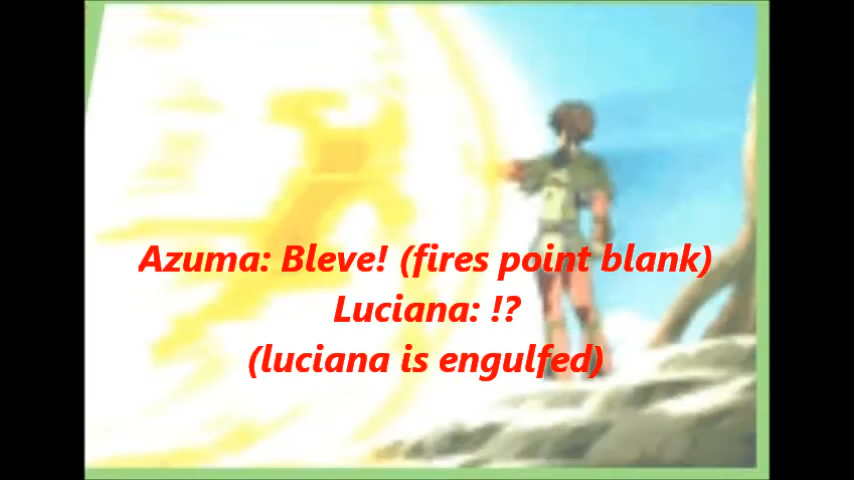 Azuma: Bleve! (fires point blank)
Luciana: !?
(luciana is engulfed)